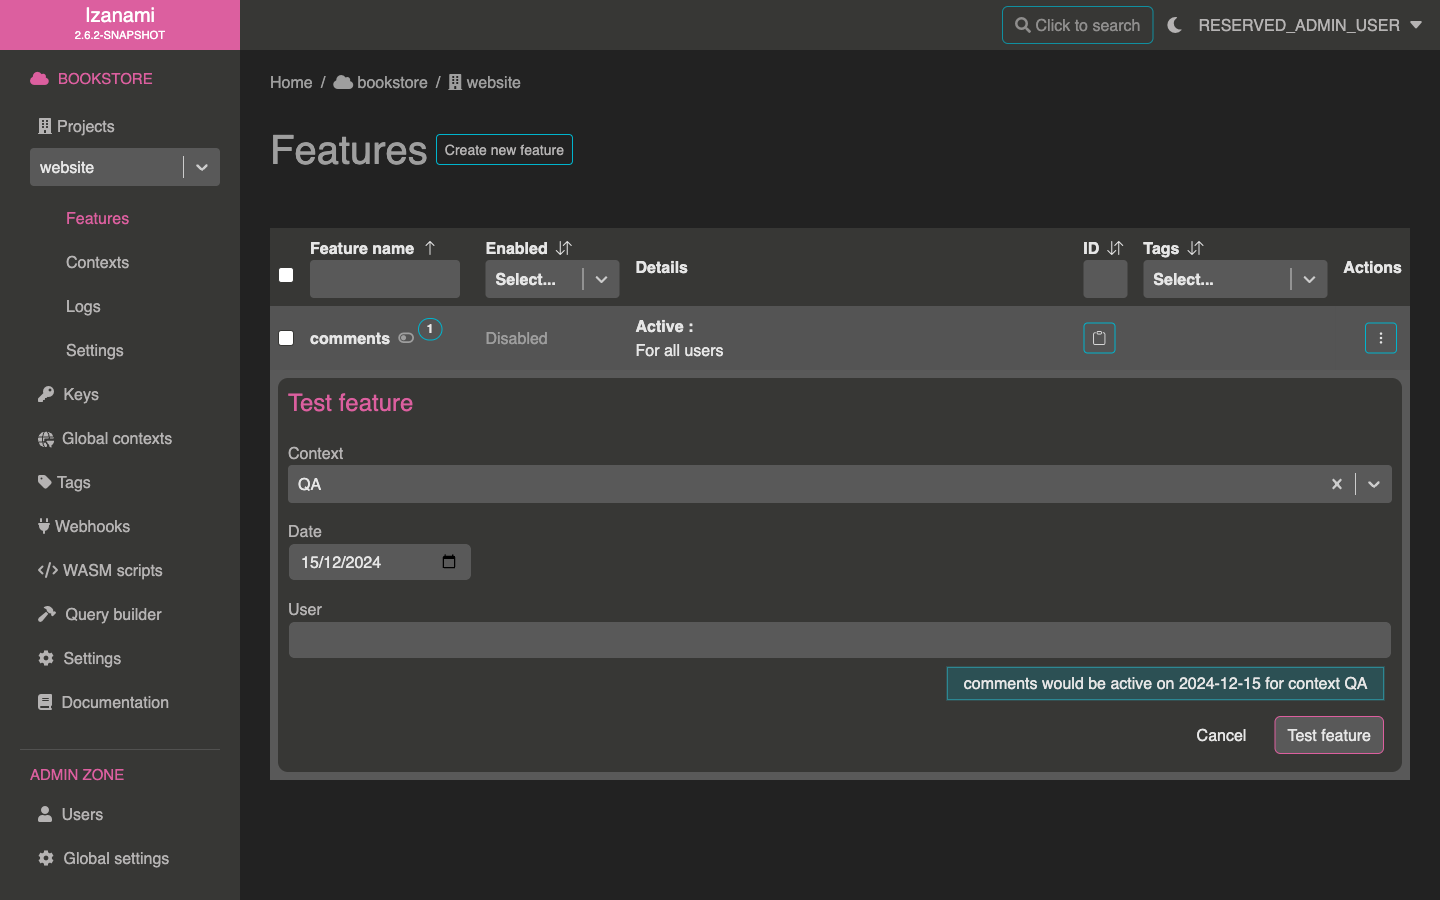 Izanami
2.6.2-SNAPSHOT
Click to search
RESERVED_ADMIN_USER
BOOKSTORE
Projects
website
Features
Contexts
Logs
Settings
Keys
Global contexts
Tags
Webhooks
WASM scripts
Query builder
Settings
Documentation
ADMIN ZONE
Users
Global settings
Home / bookstore / website
Features
Create new feature
Feature name
Enabled
Select...
Details
ID
Tags
Select...
Actions
comments
1
Disabled
Active :
For all users
Test feature
Context
QA
Date
15/12/2024
User
comments would be active on 2024-12-15 for context QA
Cancel
Test feature